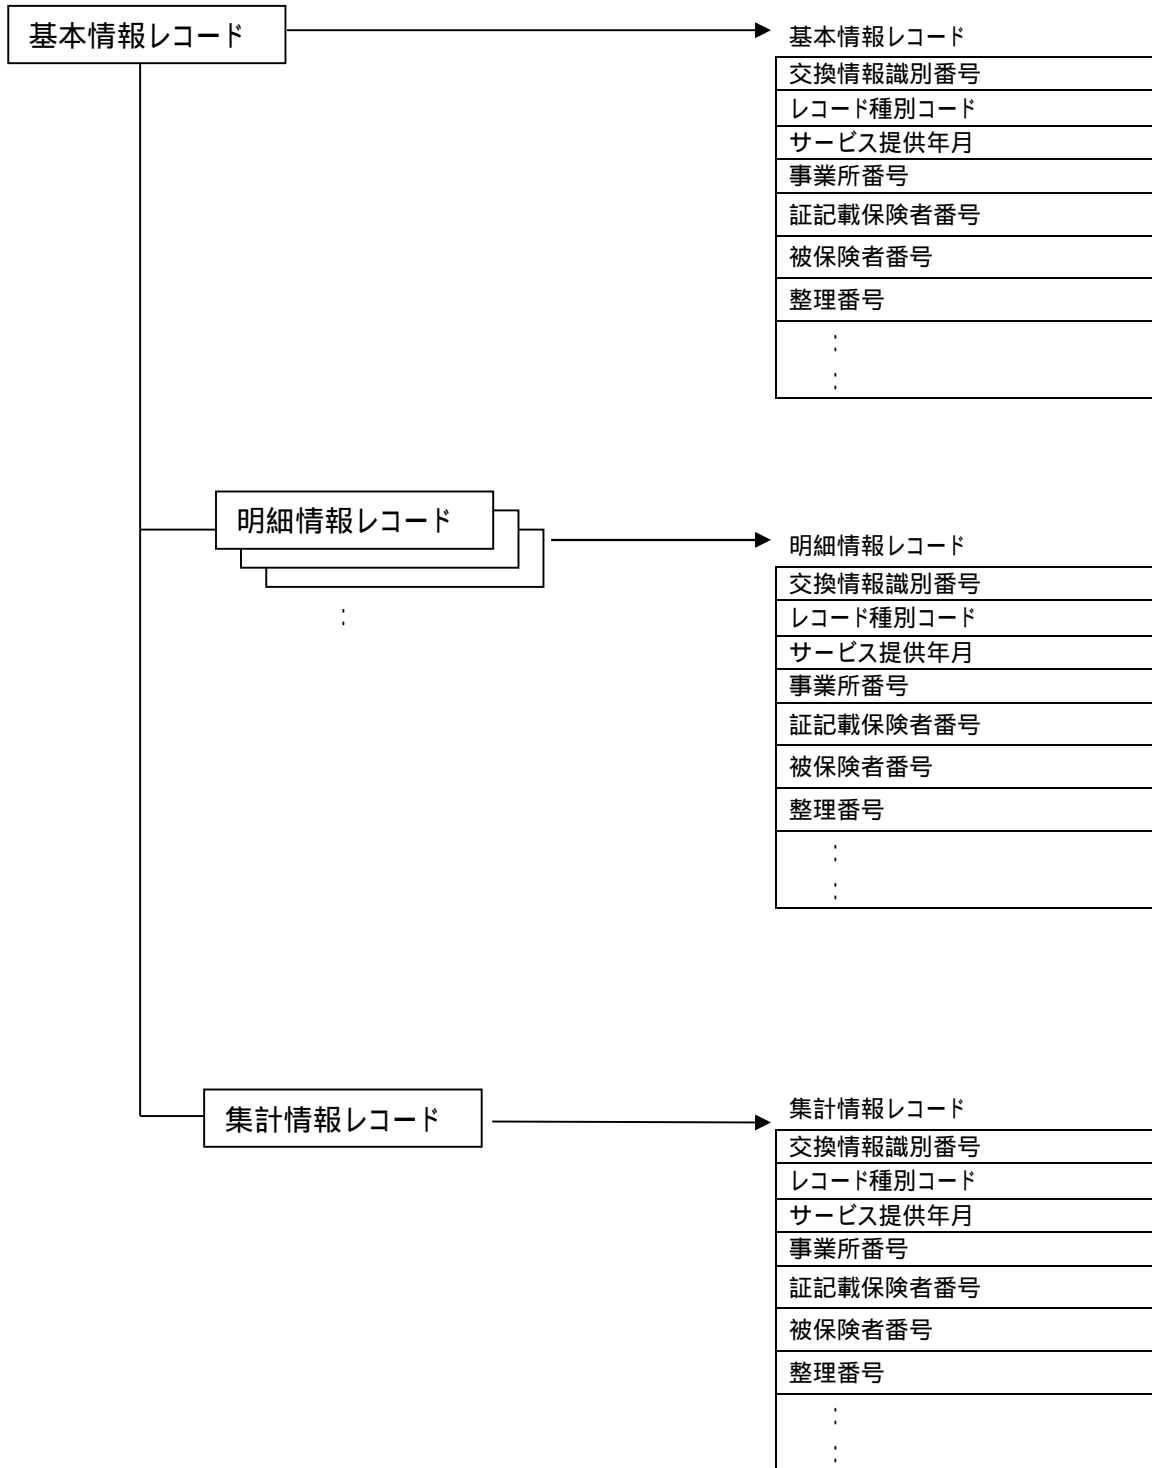 基本情報レコード
基本情報レコード
交換情報識別番号
レコード種別コード
サービス提供年月
事業所番号
証記載保険者番号
被保険者番号
整理番号
:
:
明細情報レコード
:
明細情報レコード
交換情報識別番号
レコード種別コード
サービス提供年月
事業所番号
証記載保険者番号
被保険者番号
整理番号
:
:
集計情報レコード
集計情報レコード
交換情報識別番号
レコード種別コード
サービス提供年月
事業所番号
証記載保険者番号
被保険者番号
整理番号
:
: